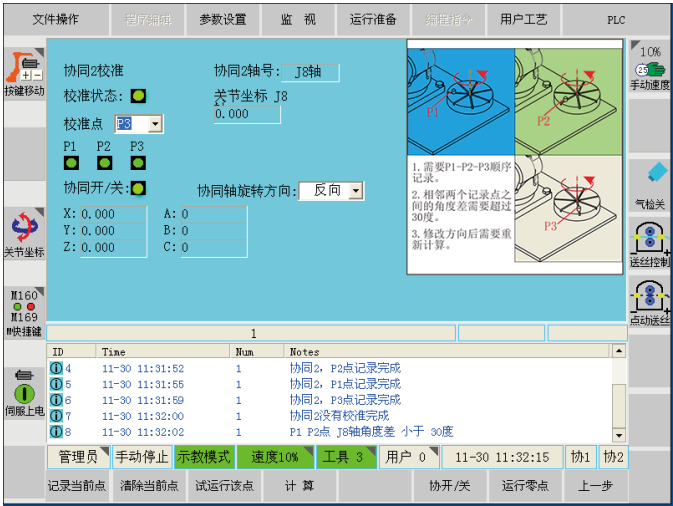 文件操作 程序编辑 参数设置 监 视 运行准备 编程指令 用户工艺 PLC
按键移动
关节坐标
M160
M169
M快捷键
伺服上电
协同2校准
协同2轴号: J8轴
校准状态:
关节坐标 J8
0.000
校准点 P3
P1 P2 P3
协同开/关:
协同轴旋转方向: 反向
X: 0.000 A: 0
Y: 0.000 B: 0
Z: 0.000 C: 0
P1
P2
P3
1.需要P1-P2-P3顺序
记录。
2.相邻两个记录点之
间的角度差需要超过
30度。
3.修改方向后需要重
新计算。
10%
25
手动速度
气检关
送丝控制
点动送丝
1
ID Time Num Notes
4 11-30 11:31:52 1 协同2, P2点记录完成
5 11-30 11:31:55 1 协同2, P1点记录完成
6 11-30 11:31:59 1 协同2, P3点记录完成
7 11-30 11:32:00 1 协同2没有校准完成
8 11-30 11:32:02 1 P1 P2点 J8轴角度差 小于 30度
管理员 手动停止 示教模式 速度10% 工具 3 用户 0 11-30 11:32:15 协1 协2
记录当前点 清除当前点 试运行该点 计 算 协开/关 运行零点 上一步